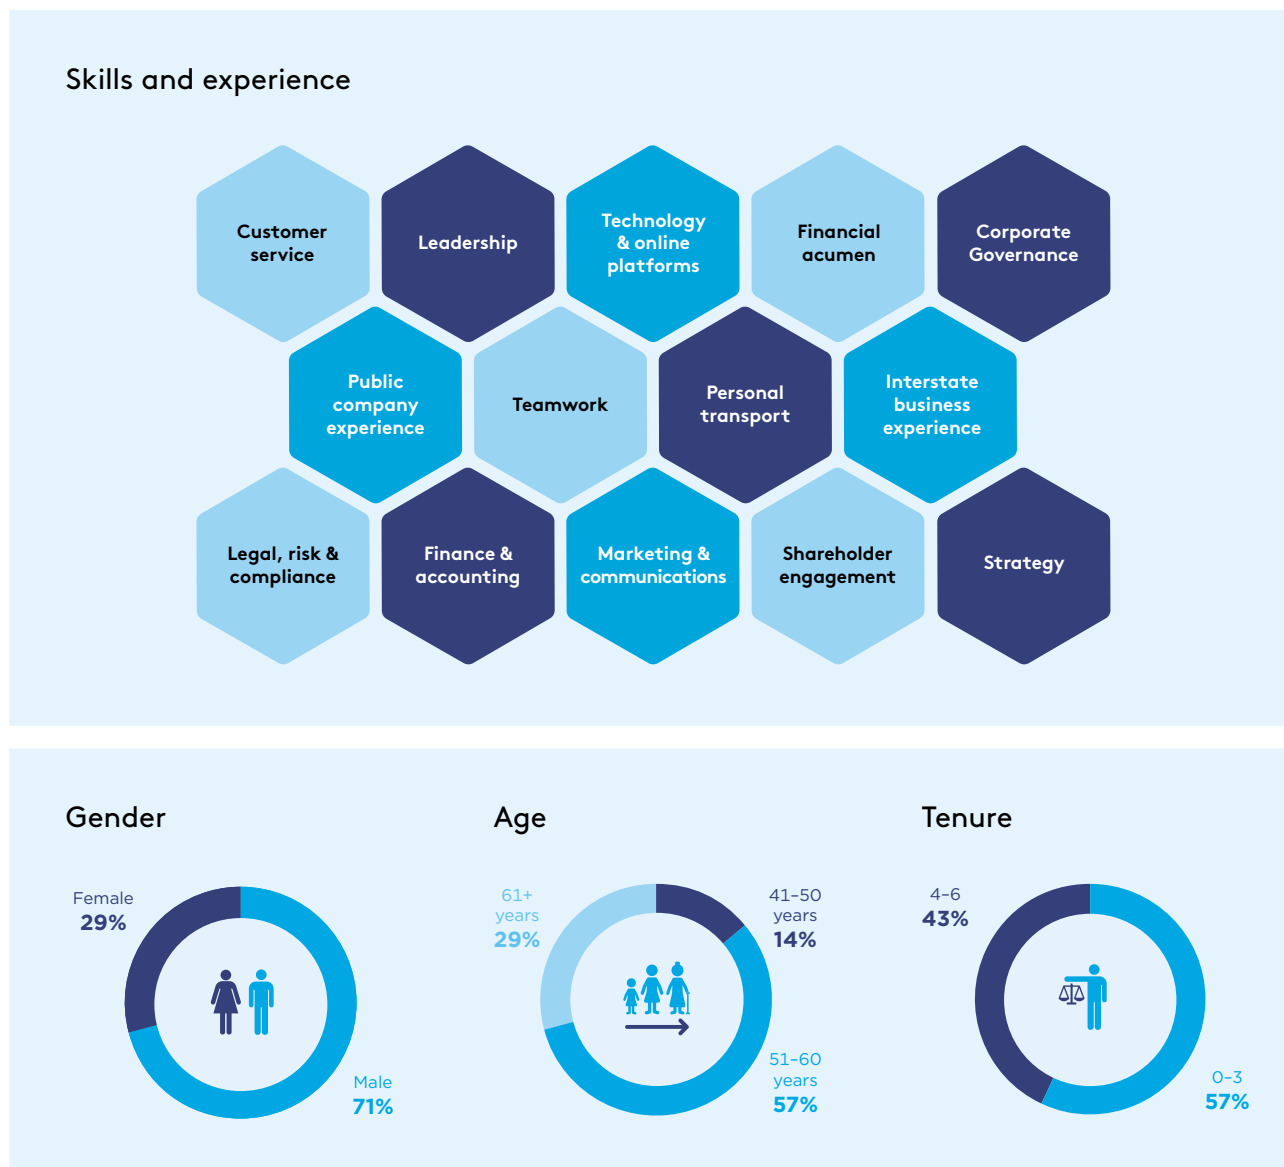 Skills and experience
Customer
service
Leadership
Technology
& online
platforms
Financial
acumen
Corporate
Governance
Public
company
experience
Teamwork
Personal
transport
Interstate
business
experience
Legal, risk &
compliance
Finance &
accounting
Marketing &
communications
Shareholder
engagement
Strategy
Gender
Female
29%
Male
71%
Age
61+
years
29%
41–50
years
14%
51–60
years
57%
Tenure
4–6
43%
0–3
57%